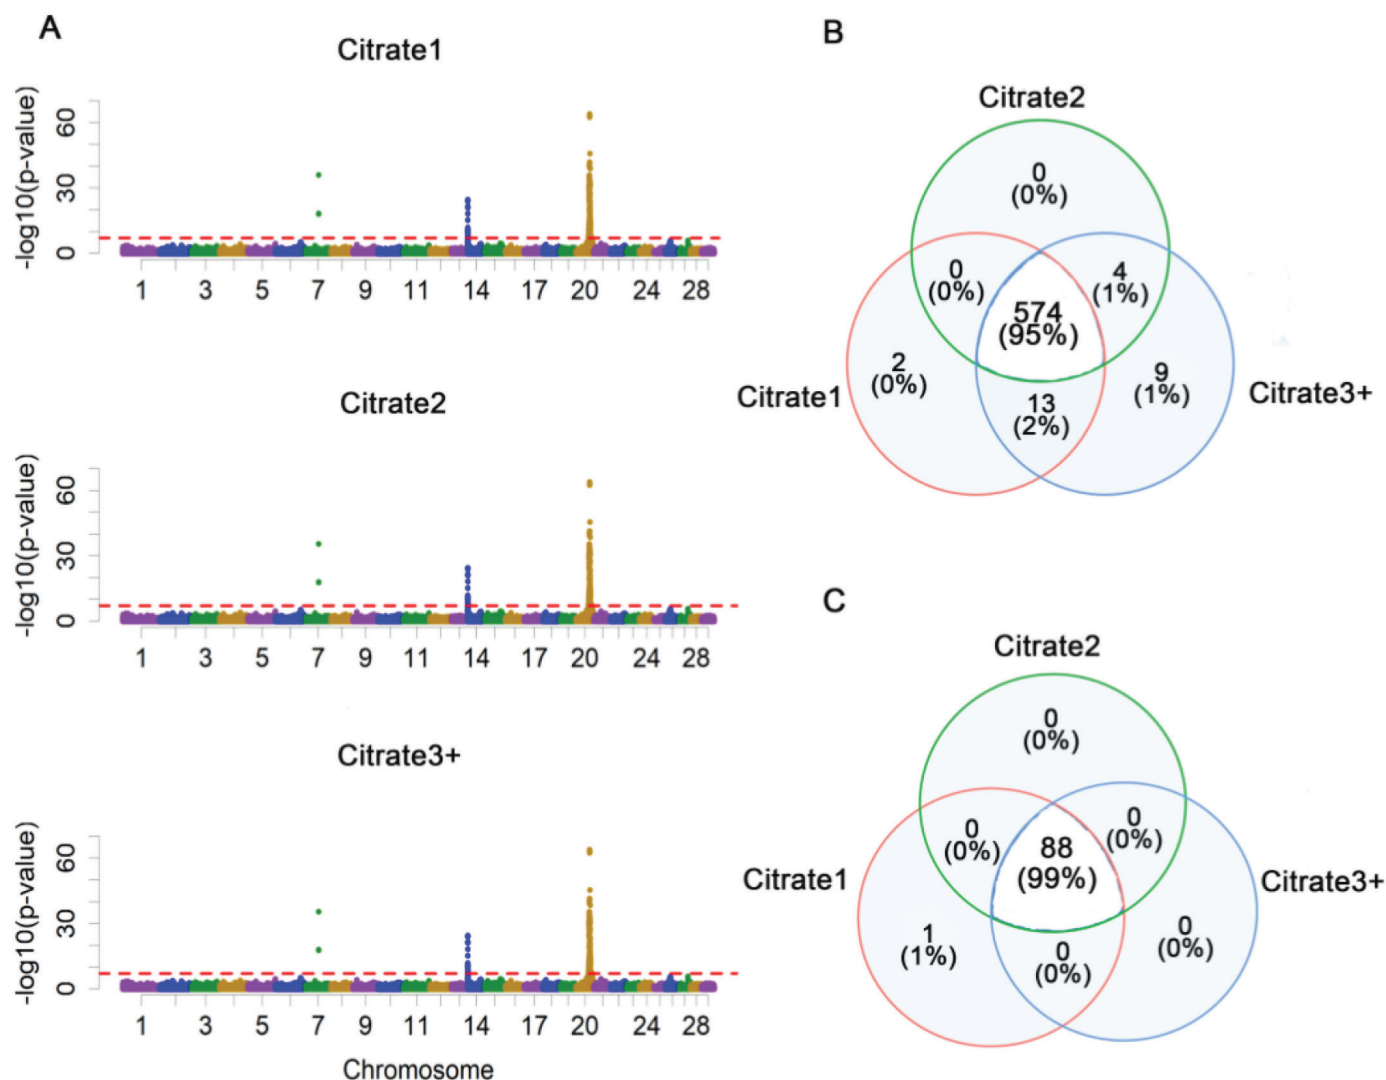 A
Citrate1
-log10(p-value)
0 30 60
1 3 5 7 9 11 14 17 20 24 28
Citrate2
-log10(p-value)
0 30 60
1 3 5 7 9 11 14 17 20 24 28
Citrate3+
-log10(p-value)
0 30 60
1 3 5 7 9 11 14 17 20 24 28
Chromosome
B
Citrate2
0
(0%)
0
(0%)
4
(1%)
574
(95%)
2
(0%)
9
(1%)
Citrate1
Citrate3+
13
(2%)
C
Citrate2
0
(0%)
0
(0%)
0
(0%)
88
(99%)
Citrate1
Citrate3+
1
(1%)
0
(0%)
0
(0%)